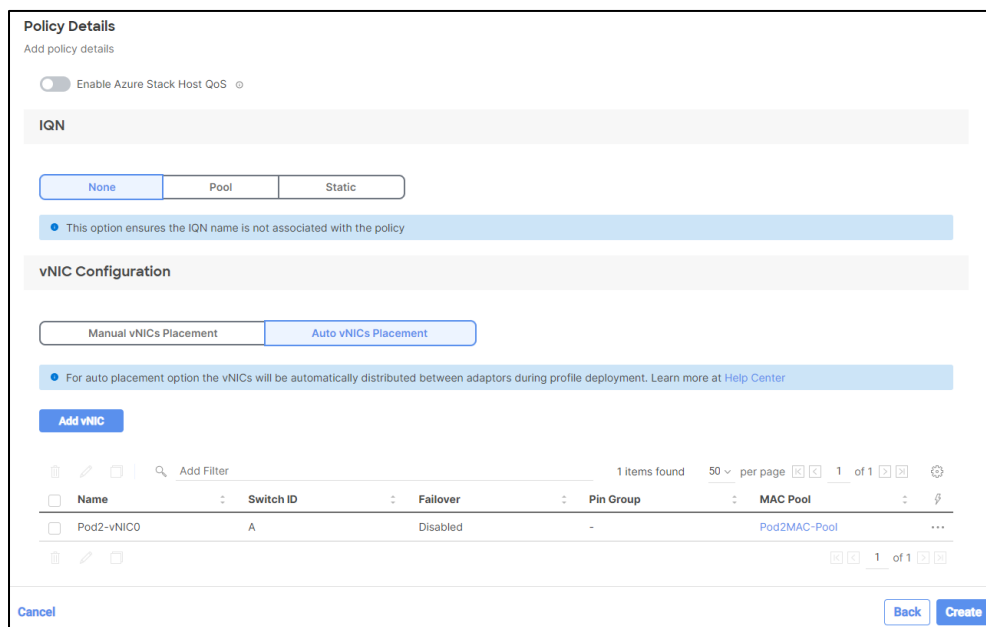 Policy Details
Add policy details
Enable Azure Stack Host QoS
IQN
None Pool Static
This option ensures the IQN name is not associated with the policy
vNIC Configuration
Manual vNICs Placement Auto vNICs Placement
For auto placement option the vNICs will be automatically distributed between adaptors during profile deployment. Learn more at Help Center
Add vNIC
Add Filter 1 items found 50 per page 1 of 1
Name Switch ID Failover Pin Group MAC Pool
Pod2-vNIC0 A Disabled - Pod2MAC-Pool ...
1 of 1
Cancel Back Create